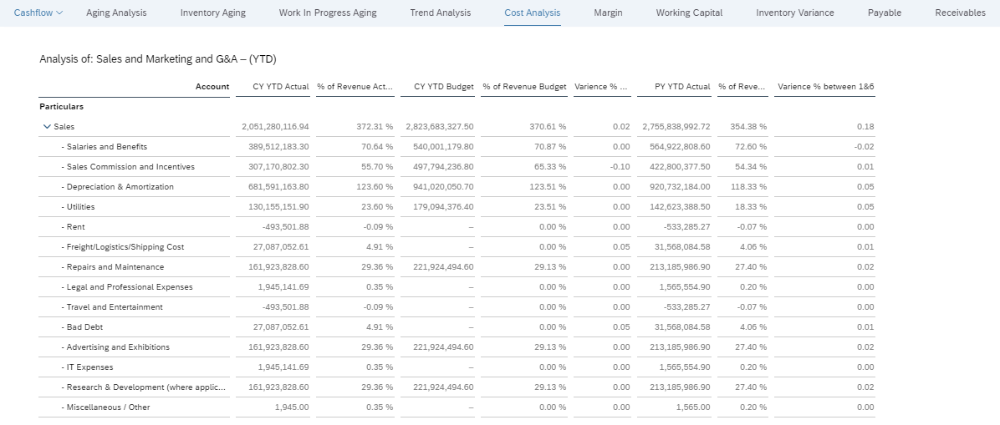 Cashflow Aging Analysis Inventory Aging Work In Progress Aging Trend Analysis Cost Analysis Margin Working Capital Inventory Variance Payable Receivables
Analysis of: Sales and Marketing and G&A – (YTD)
Account CY YTD Actual % of Revenue Act... CY YTD Budget % of Revenue Budget Varience % ... PY YTD Actual % of Reve... Varience % between 1&6
Particulars
Sales 2,051,280,116.94 372.31 % 2,823,683,327.50 370.61 % 0.02 2,755,838,992.72 354.38 % 0.18
- Salaries and Benefits 389,512,183.30 70.64 % 540,001,179.80 70.87 % 0.00 564,922,808.60 72.60 % -0.02
- Sales Commission and Incentives 307,170,802.30 55.70 % 497,794,236.80 65.33 % -0.10 422,800,377.50 54.34 % 0.01
- Depreciation & Amortization 681,591,163.80 123.60 % 941,020,050.70 123.51 % 0.00 920,732,184.00 118.33 % 0.05
- Utilities 130,155,151.90 23.60 % 179,094,376.40 23.51 % 0.00 142,623,388.50 18.33 % 0.05
- Rent -493,501.88 -0.09 % – 0.00 % 0.00 -533,285.27 -0.07 % 0.00
- Freight/Logistics/Shipping Cost 27,087,052.61 4.91 % – 0.00 % 0.05 31,568,084.58 4.06 % 0.01
- Repairs and Maintenance 161,923,828.60 29.36 % 221,924,494.60 29.13 % 0.00 213,185,986.90 27.40 % 0.02
- Legal and Professional Expenses 1,945,141.69 0.35 % – 0.00 % 0.00 1,565,554.90 0.20 % 0.00
- Travel and Entertainment -493,501.88 -0.09 % – 0.00 % 0.00 -533,285.27 -0.07 % 0.00
- Bad Debt 27,087,052.61 4.91 % – 0.00 % 0.05 31,568,084.58 4.06 % 0.01
- Advertising and Exhibitions 161,923,828.60 29.36 % 221,924,494.60 29.13 % 0.00 213,185,986.90 27.40 % 0.02
- IT Expenses 1,945,141.69 0.35 % – 0.00 % 0.00 1,565,554.90 0.20 % 0.00
- Research & Development (where applic... 161,923,828.60 29.36 % 221,924,494.60 29.13 % 0.00 213,185,986.90 27.40 % 0.02
- Miscellaneous / Other 1,945.00 0.35 % – 0.00 % 0.00 1,565.00 0.20 % 0.00